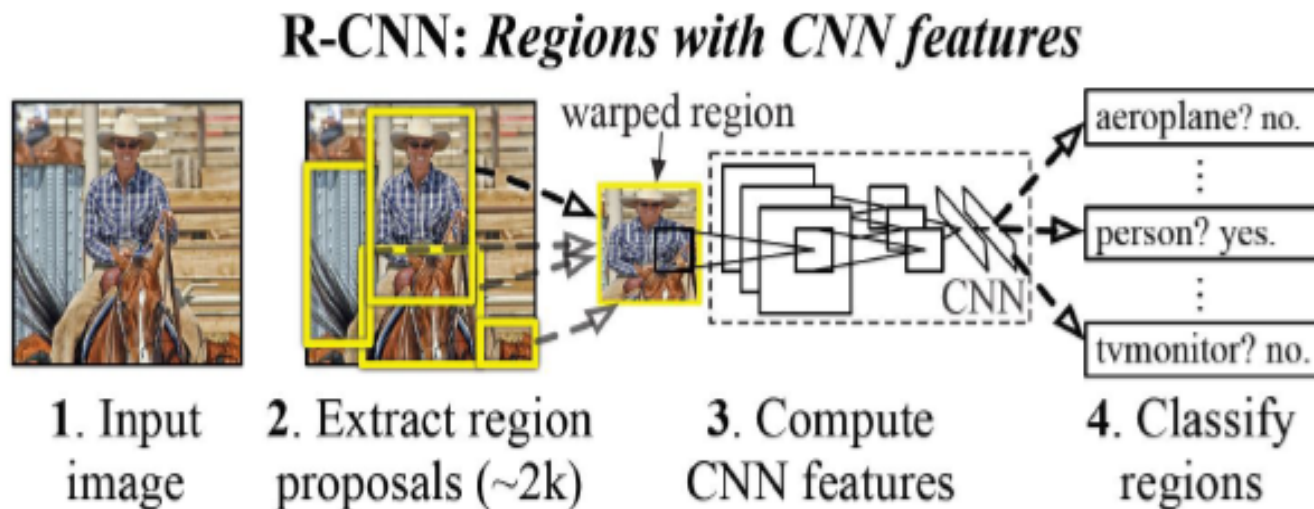 R-CNN: Regions with CNN features
warped region
aeroplane? no.
person? yes.
tvmonitor? no.
CNN
1. Input
image
2. Extract region
proposals (~2k)
3. Compute
CNN features
4. Classify
regions